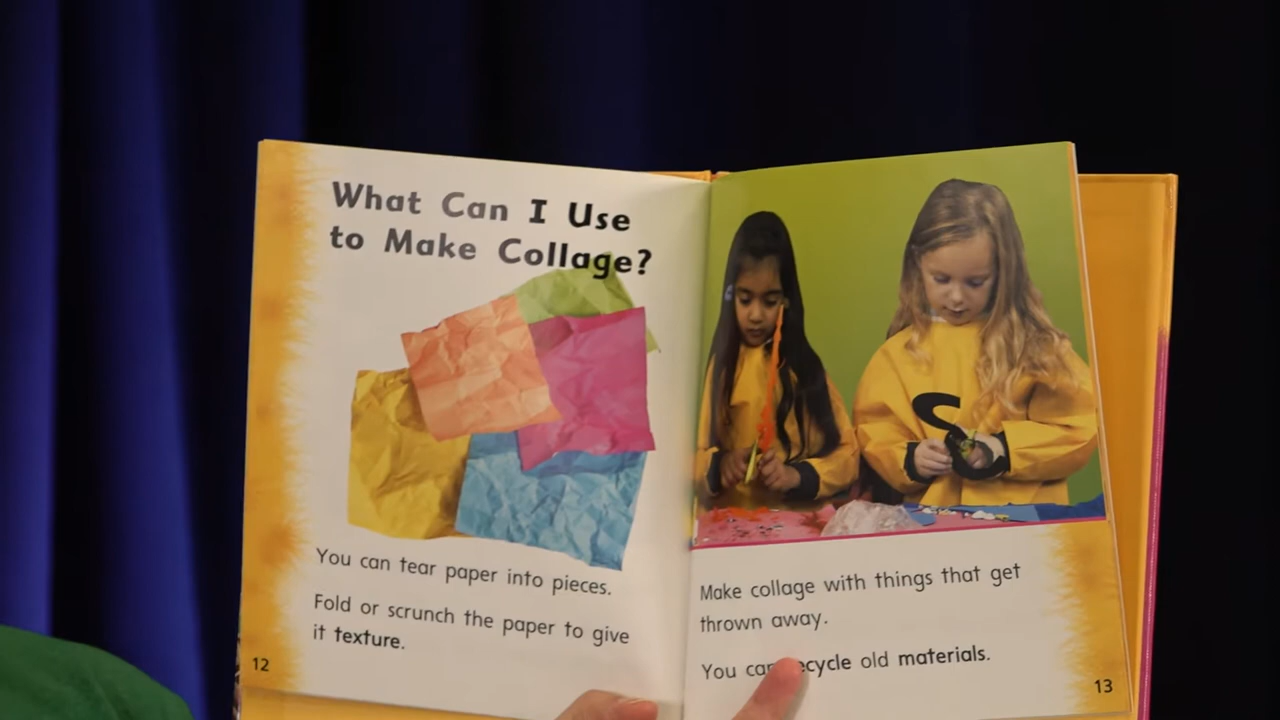 What Can I Use
to Make Collage?
You can tear paper into pieces.
Fold or scrunch the paper to give
it texture.
12
S
Make collage with things that get
thrown away.
You can recycle old materials.
13